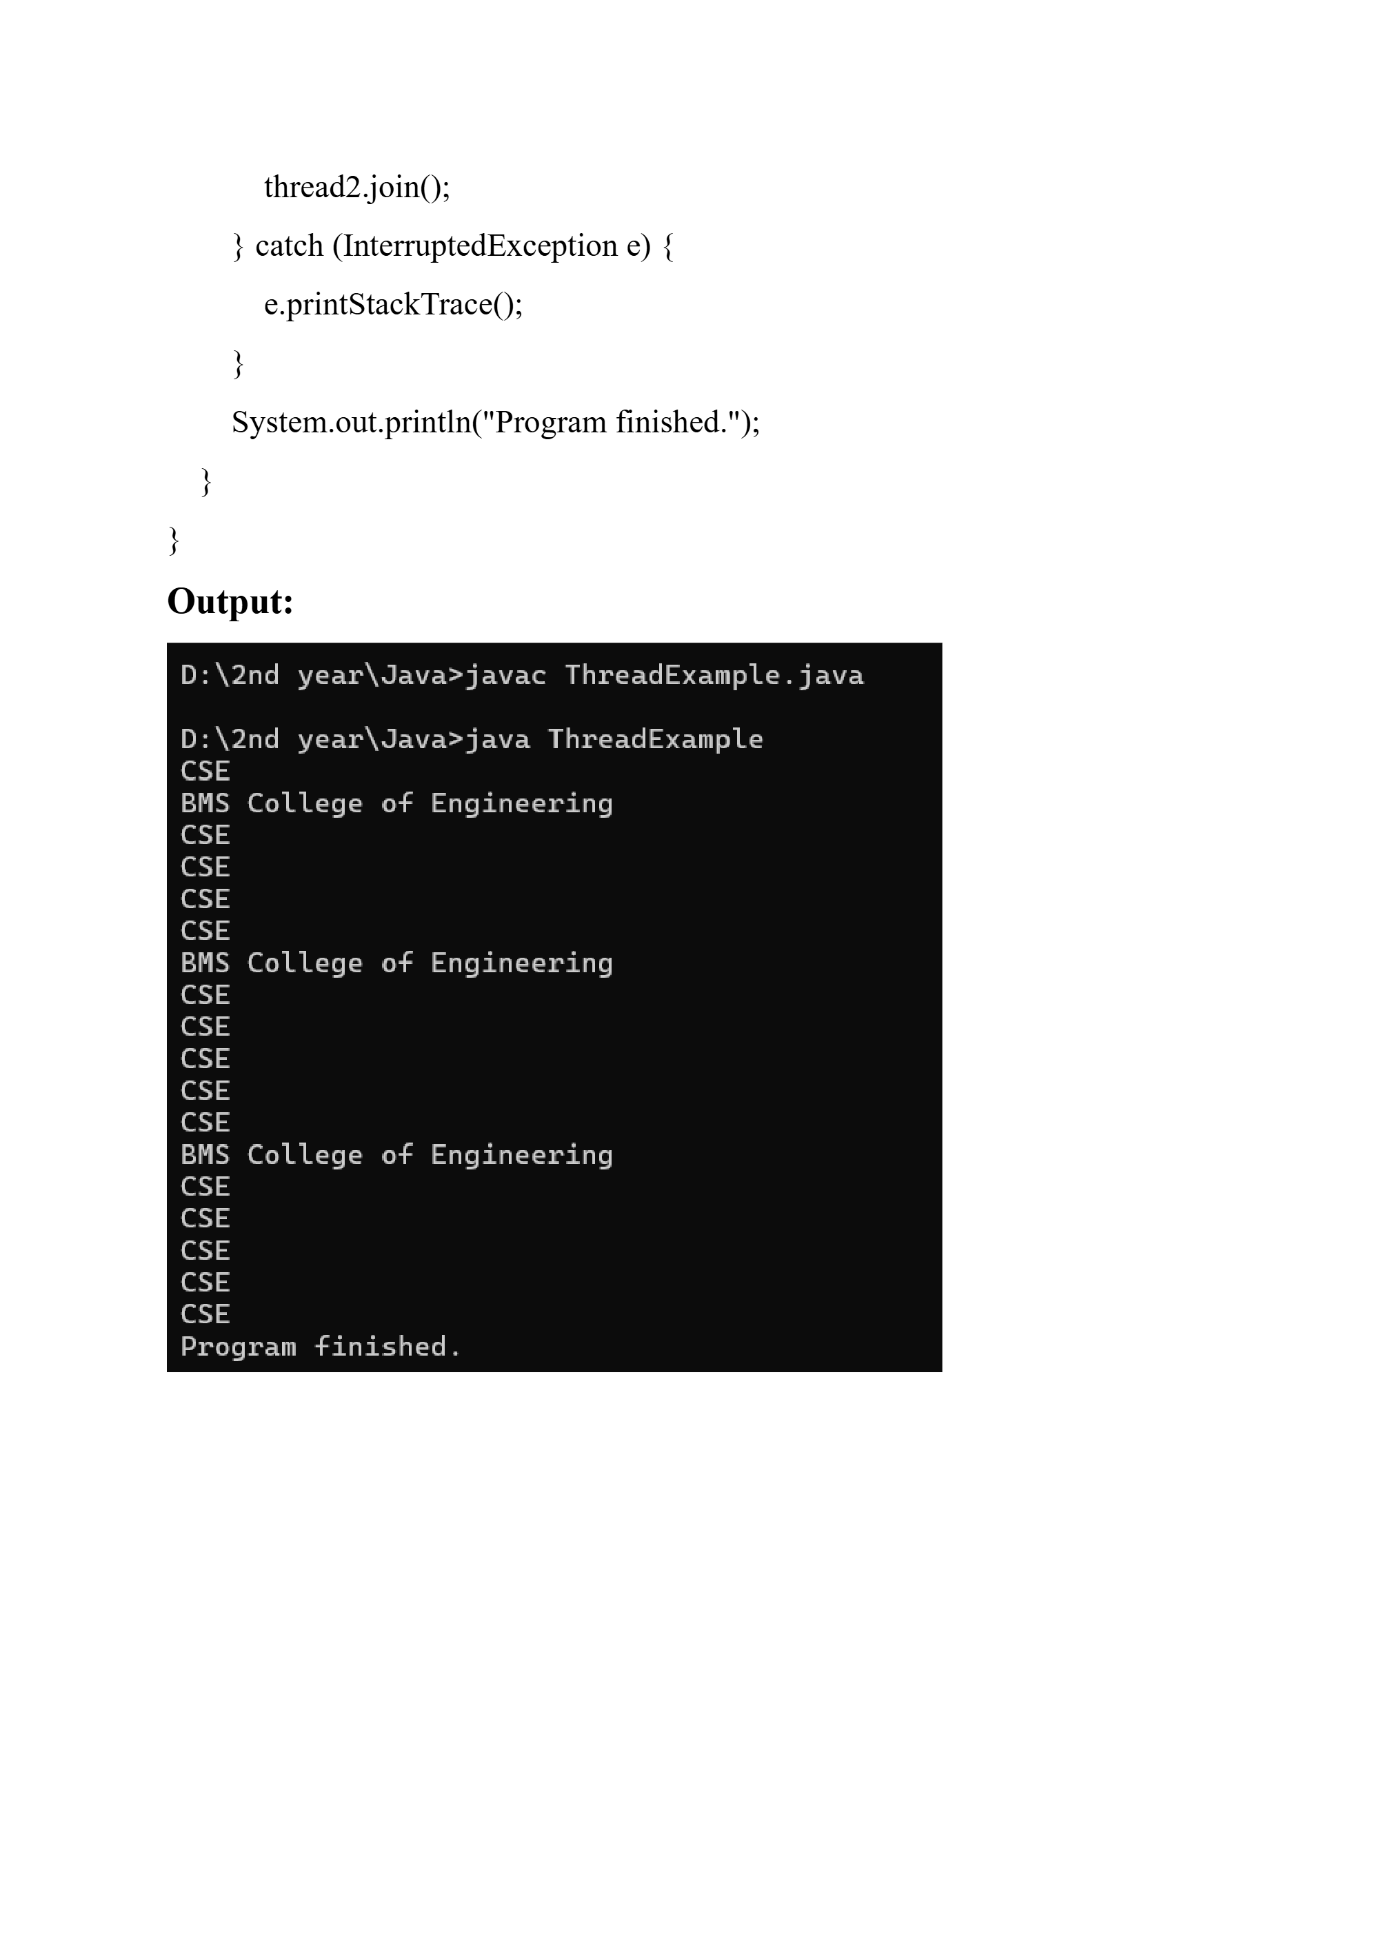 thread2.join();
} catch (InterruptedException e) {
e.printStackTrace();
}
System.out.println("Program finished.");
}
}
Output:
D:\2nd year\Java>javac ThreadExample.java
D:\2nd year\Java>java ThreadExample
CSE
BMS College of Engineering
CSE
CSE
CSE
CSE
BMS College of Engineering
CSE
CSE
CSE
CSE
CSE
BMS College of Engineering
CSE
CSE
CSE
CSE
CSE
Program finished.